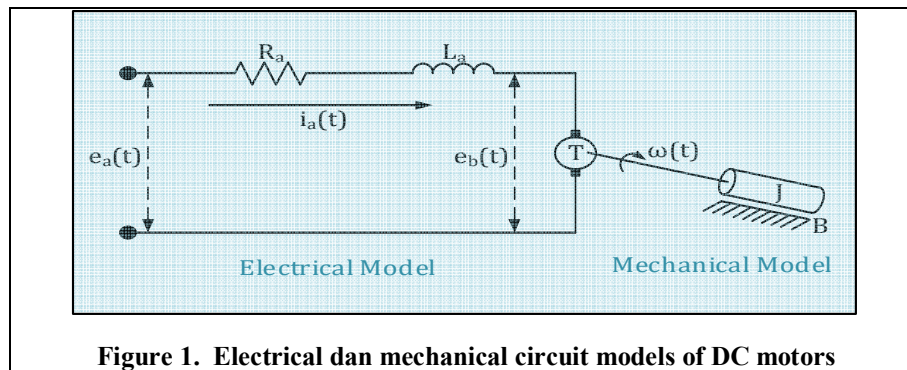 Rₐ
Lₐ
iₐ(t)
eₐ(t)
e_b(t)
T
ω(t)
J
B
Electrical Model
Mechanical Model
Figure 1. Electrical dan mechanical circuit models of DC motors